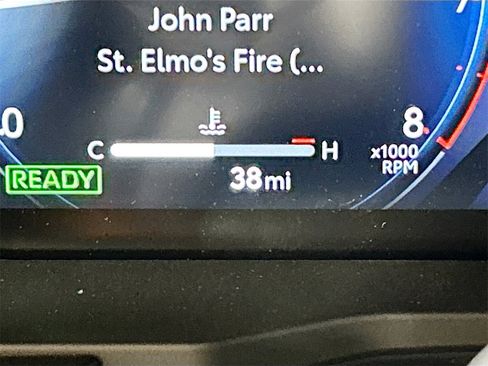 John Parr
St. Elmo's Fire (...
0
8
C
H
x1000
RPM
READY
38mi